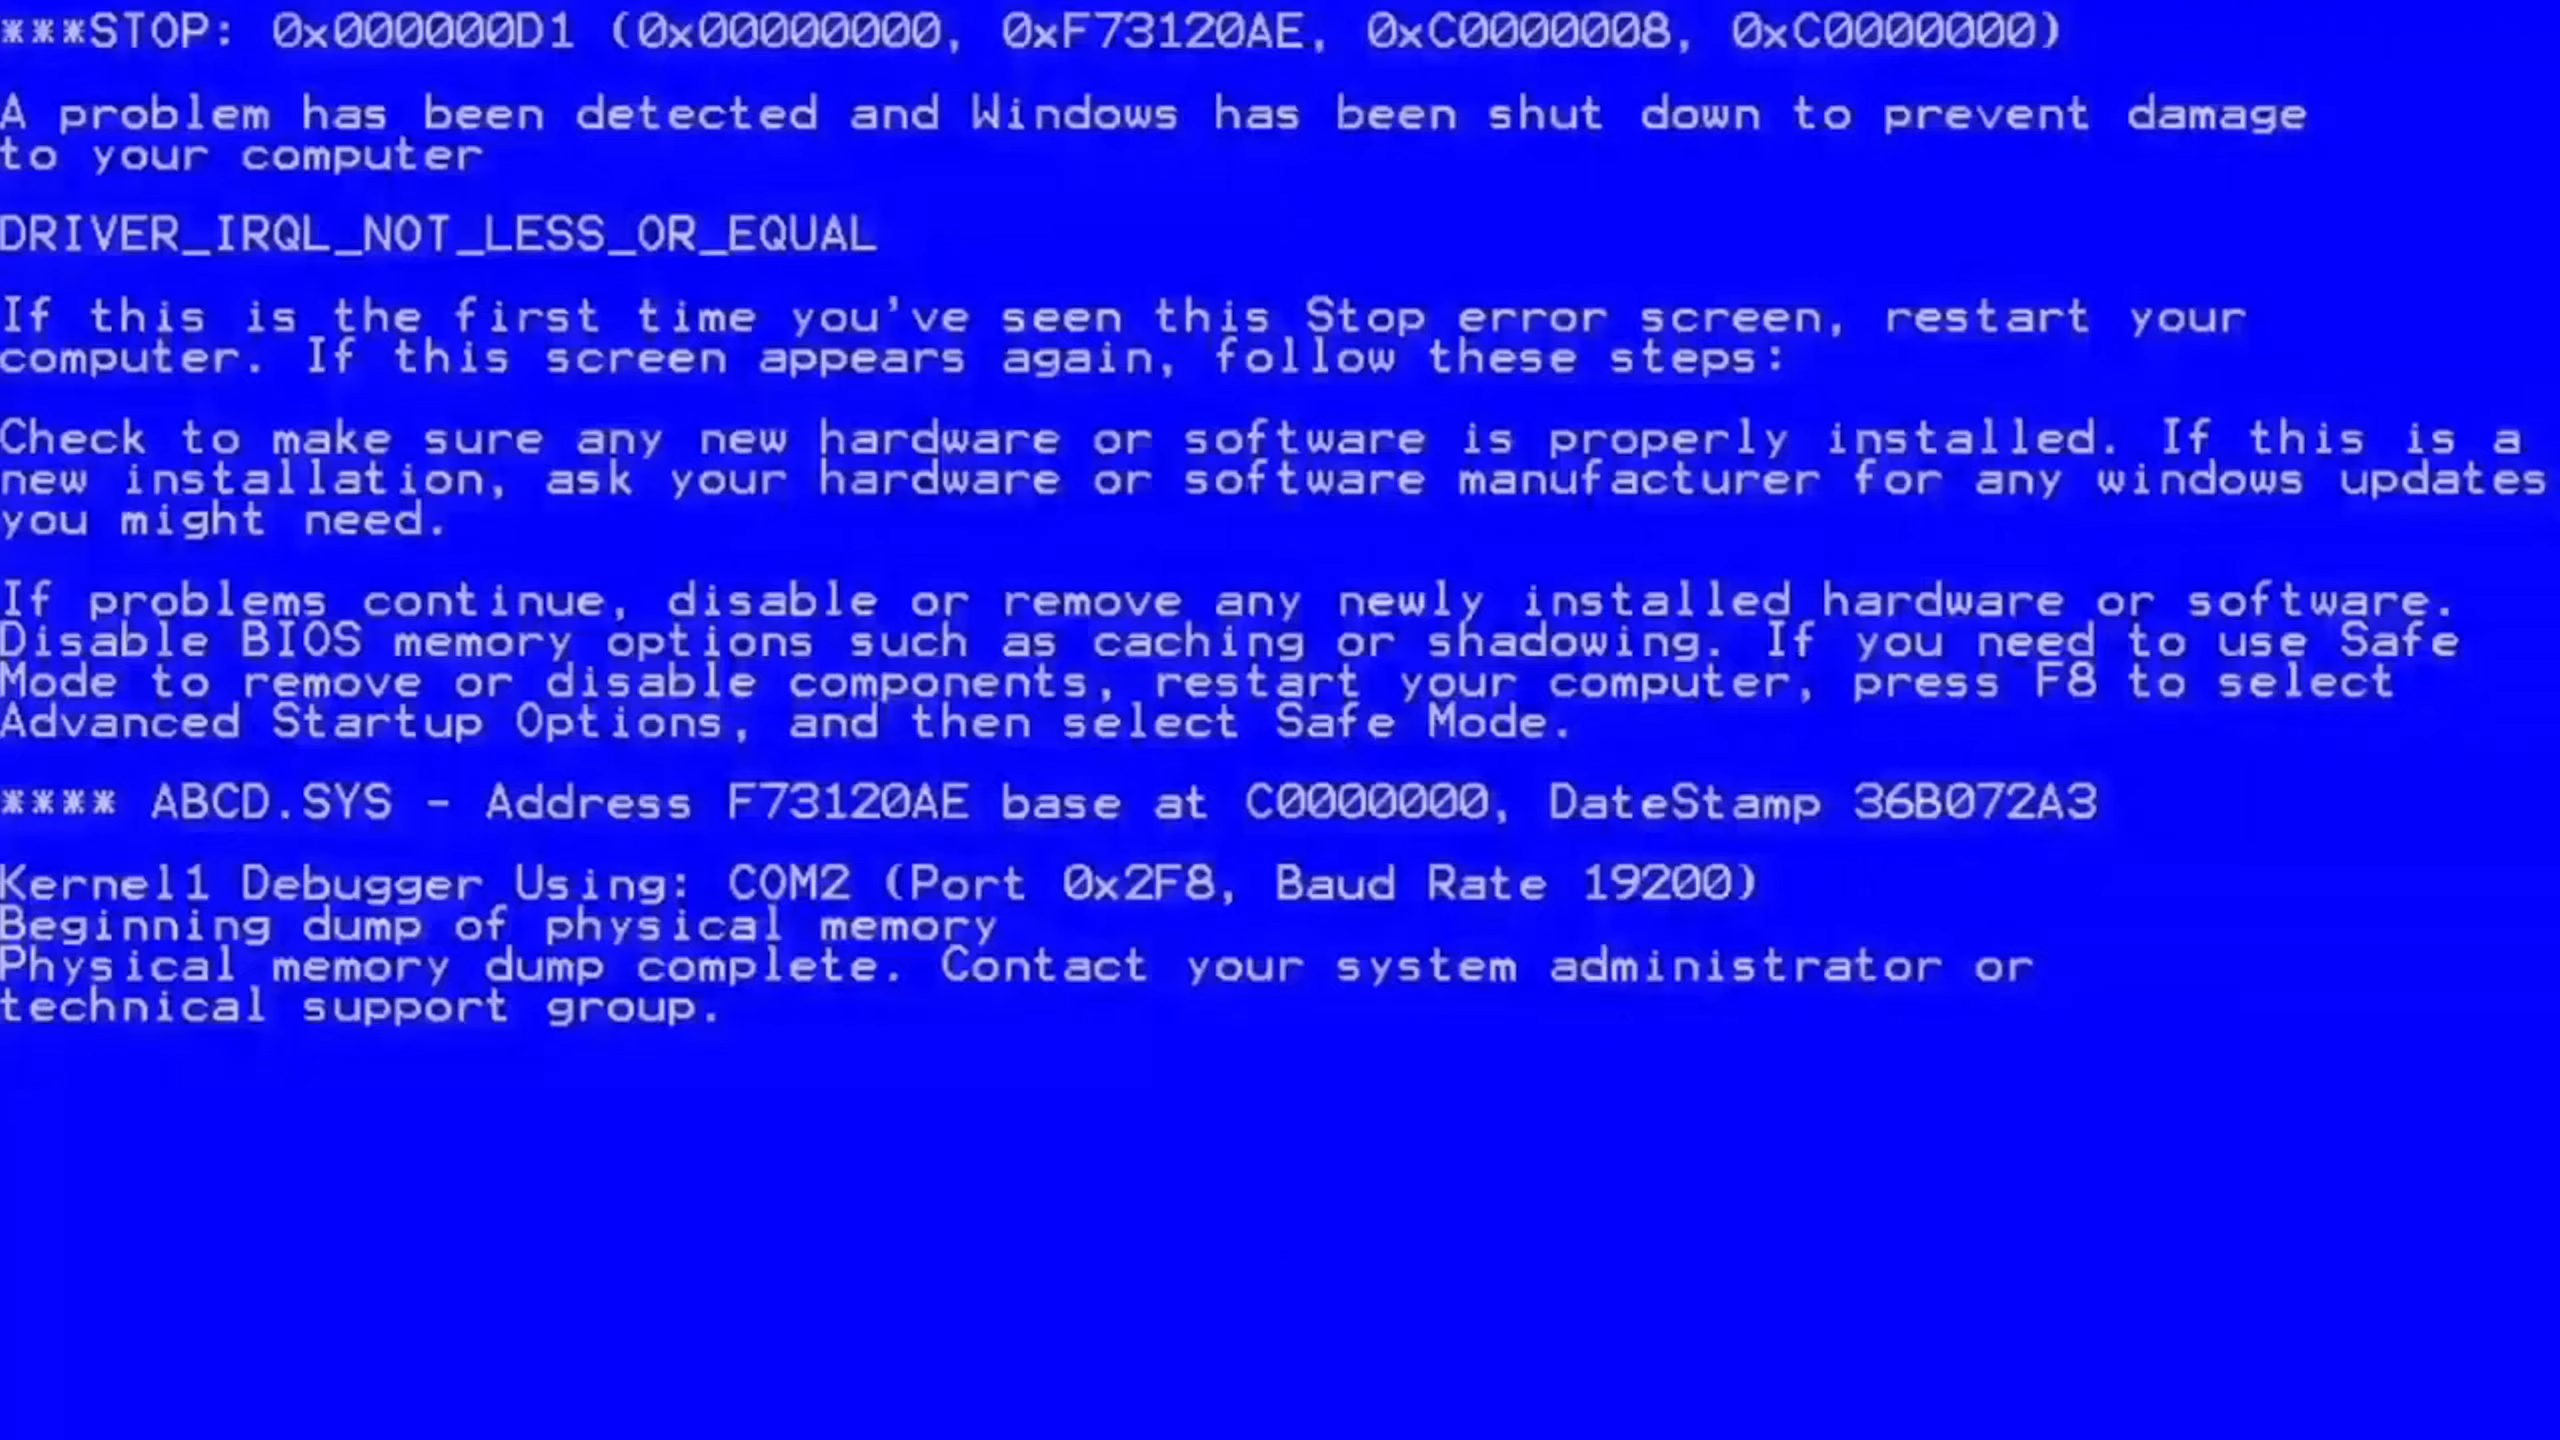 ***STOP: 0x000000D1 (0x00000000, 0xF73120AE, 0xC0000008, 0xC0000000)
A problem has been detected and Windows has been shut down to prevent damage
to your computer
DRIVER_IRQL_NOT_LESS_OR_EQUAL
If this is the first time you've seen this Stop error screen, restart your
computer. If this screen appears again, follow these steps:
Check to make sure any new hardware or software is properly installed. If this is a
new installation, ask your hardware or software manufacturer for any windows updates
you might need.
If problems continue, disable or remove any newly installed hardware or software.
Disable BIOS memory options such as caching or shadowing. If you need to use Safe
Mode to remove or disable components, restart your computer, press F8 to select
Advanced Startup Options, and then select Safe Mode.
**** ABCD.SYS - Address F73120AE base at C0000000, DateStamp 36B072A3
Kernel1 Debugger Using: COM2 (Port 0x2F8, Baud Rate 19200)
Beginning dump of physical memory
Physical memory dump complete. Contact your system administrator or
technical support group.